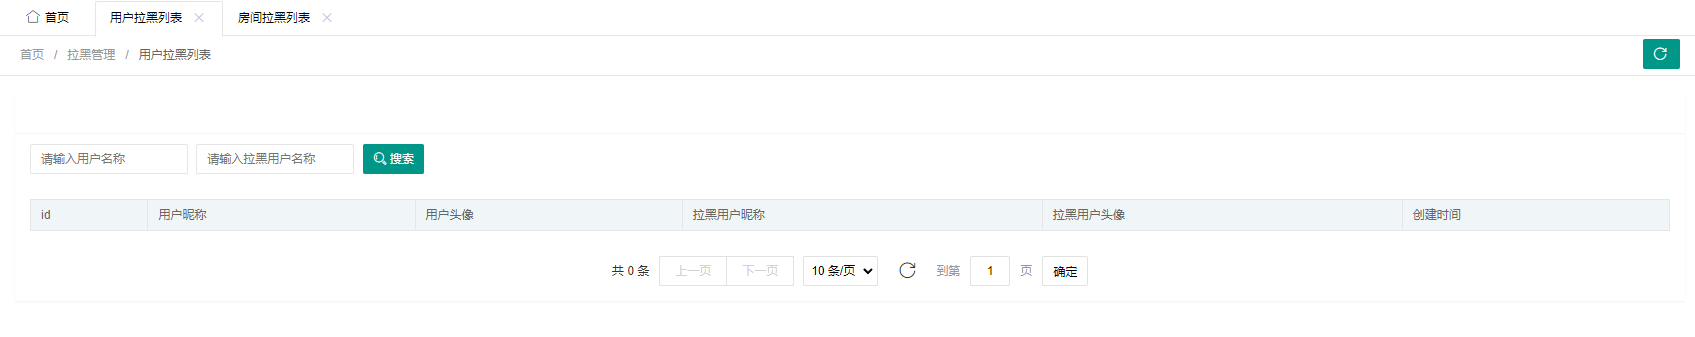 首页 用户拉黑列表 房间拉黑列表
首页 / 拉黑管理 / 用户拉黑列表
请输入用户名称 请输入拉黑用户名称 搜索
id 用户昵称 用户头像 拉黑用户昵称 拉黑用户头像 创建时间
共 0 条 上一页 下一页 10 条/页 到第 1 页 确定